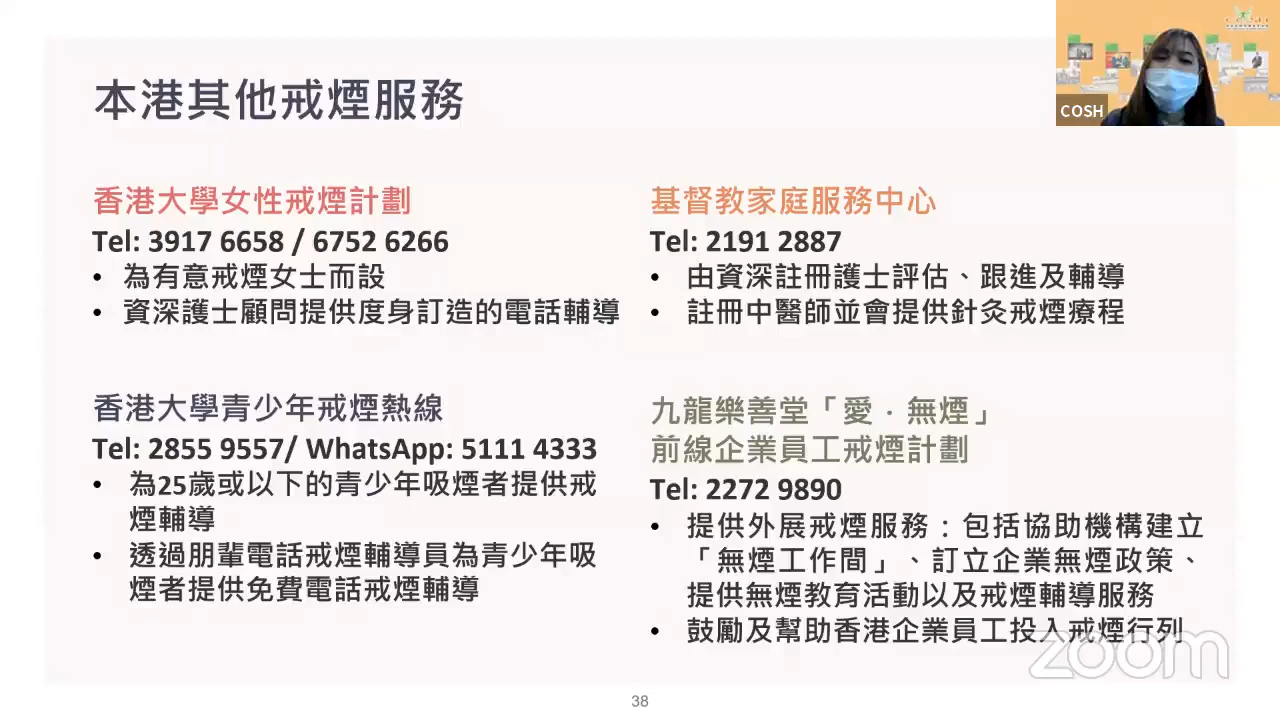 本港其他戒煙服務
COSH
香港大學女性戒煙計劃
Tel: 3917 6658 / 6752 6266
• 為有意戒煙女士而設
• 資深護士顧問提供度身訂造的電話輔導
基督教家庭服務中心
Tel: 2191 2887
• 由資深註冊護士評估、跟進及輔導
• 註冊中醫師並會提供針灸戒煙療程
香港大學青少年戒煙熱線
Tel: 2855 9557/ WhatsApp: 5111 4333
• 為25歲或以下的青少年吸煙者提供戒
煙輔導
• 透過朋輩電話戒煙輔導員為青少年吸
煙者提供免費電話戒煙輔導
九龍樂善堂「愛．無煙」
前線企業員工戒煙計劃
Tel: 2272 9890
• 提供外展戒煙服務：包括協助機構建立
「無煙工作間」、訂立企業無煙政策、
提供無煙教育活動以及戒煙輔導服務
• 鼓勵及幫助香港企業員工投入戒煙行列
zoom
38